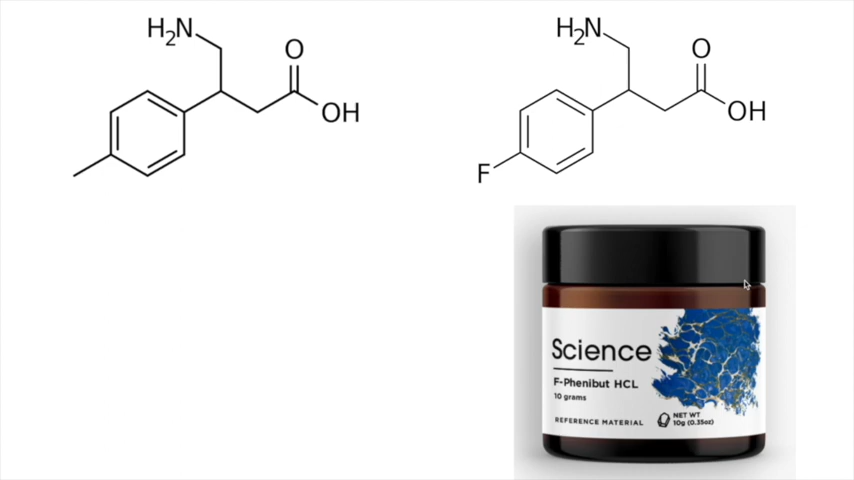 H₂N
O
OH
H₂N
O
OH
F
Science
F-Phenibut HCL
10 grams
REFERENCE MATERIAL
NET WT
10g (0.35oz)